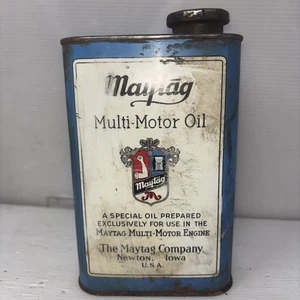 Maytag
Multi-Motor Oil
Maytag
M
A SPECIAL OIL PREPARED
EXCLUSIVELY FOR USE IN THE
MAYTAG MULTI-MOTOR ENGINE
The Maytag Company
Newton, Iowa
U.S.A.